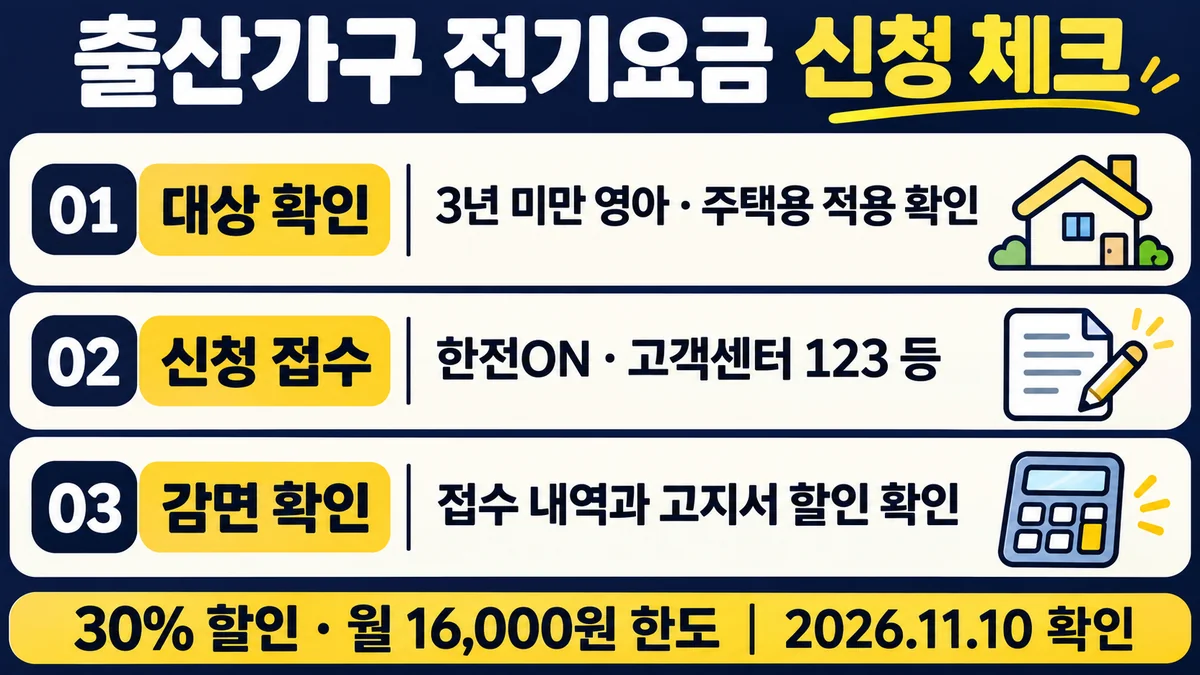 출산가구 전기요금 신청 체크
01 대상 확인 3년 미만 영아 · 주택용 적용 확인
02 신청 접수 한전ON · 고객센터 123 등
03 감면 확인 접수 내역과 고지서 할인 확인
30% 할인 · 월 16,000원 한도 | 2026.11.10 확인